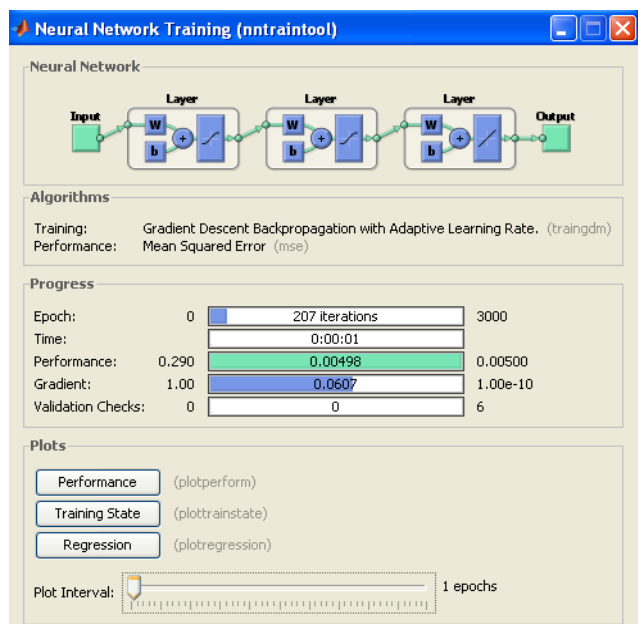 Neural Network Training (nntraintool)
Neural Network
Layer Layer Layer
Input Output
W W W
+ + +
b b b
Algorithms
Training: Gradient Descent Backpropagation with Adaptive Learning Rate. (traingdm)
Performance: Mean Squared Error (mse)
Progress
Epoch: 0 207 iterations 3000
Time: 0:00:01
Performance: 0.290 0.00498 0.00500
Gradient: 1.00 0.0607 1.00e-10
Validation Checks: 0 0 6
Plots
Performance (plotperform)
Training State (plottrainstate)
Regression (plotregression)
Plot Interval: 1 epochs